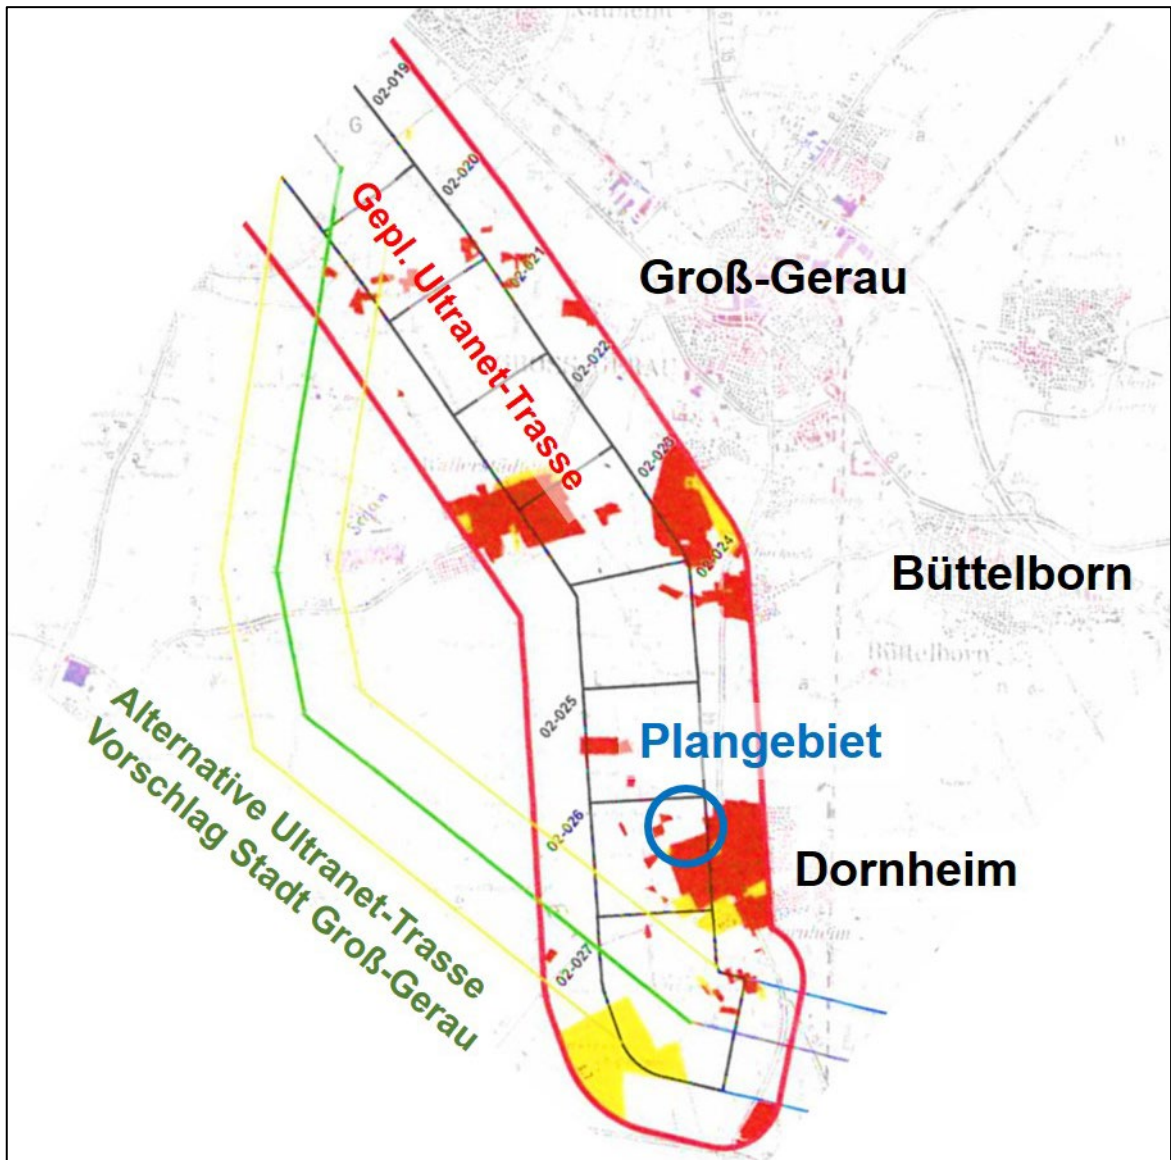 02-019
G
02-020
02-021
Gepl. Ultranet-Trasse
Groß-Gerau
02-022
02-023
02-024
Büttelborn
Büttelborn
02-025
Plangebiet
Alternative Ultranet-Trasse
Vorschlag Stadt Groß-Gerau
02-026
Dornheim
02-027